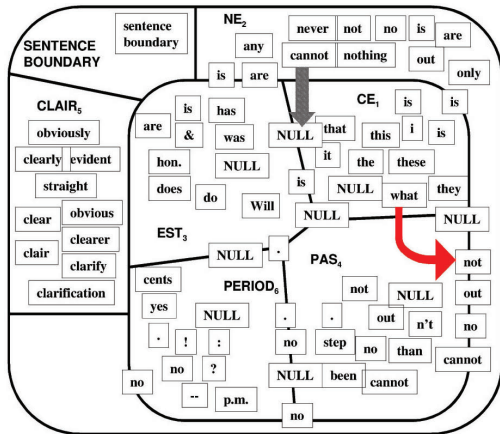 sentence boundary
SENTENCE BOUNDARY
NE2
never not no is are
any
cannot nothing out
only
is are
CLAIR5
obviously
clearly evident
straight
clear obvious
clearer
clair
clarify
clarification
is has
are & was
hon. NULL
does do
Will
EST3
NULL
CE1
is is
NULL that this i is
it the these
is
NULL what they
NULL NULL
NULL .
PAS4
not
not
NULL
out
out n't
no
. .
no step no than
cannot
NULL been cannot
no
PERIOD6
cents
yes
NULL
. ! :
no ?
no
-- p.m.